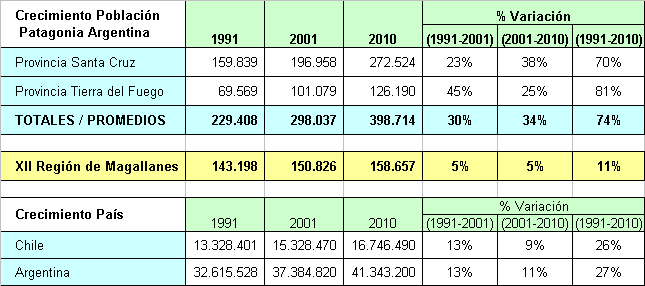 Crecimiento Población % Variación
Patagonia Argentina 1991 2001 2010 (1991-2001) (2001-2010) (1991-2010)
Provincia Santa Cruz 159.839 196.958 272.524 23% 38% 70%
Provincia Tierra del Fuego 69.569 101.079 126.190 45% 25% 81%
TOTALES / PROMEDIOS 229.408 298.037 398.714 30% 34% 74%
XII Región de Magallanes 143.198 150.826 158.657 5% 5% 11%
Crecimiento País % Variación
1991 2001 2010 (1991-2001) (2001-2010) (1991-2010)
Chile 13.328.401 15.328.470 16.746.490 13% 9% 26%
Argentina 32.615.528 37.384.820 41.343.200 13% 11% 27%